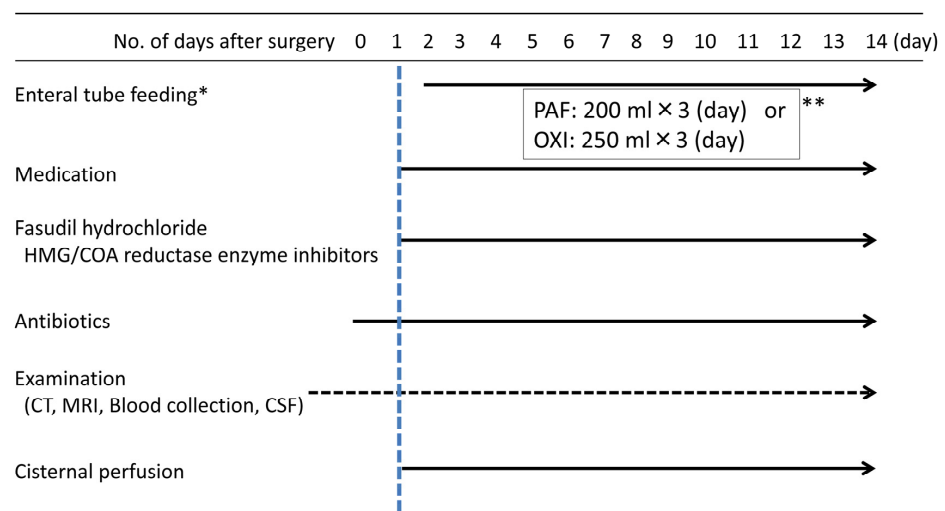 No. of days after surgery 0 1 2 3 4 5 6 7 8 9 10 11 12 13 14 (day)
Enteral tube feeding*
PAF: 200 ml × 3 (day) or **
OXI: 250 ml × 3 (day)
Medication
Fasudil hydrochloride
HMG/COA reductase enzyme inhibitors
Antibiotics
Examination
(CT, MRI, Blood collection, CSF)
Cisternal perfusion